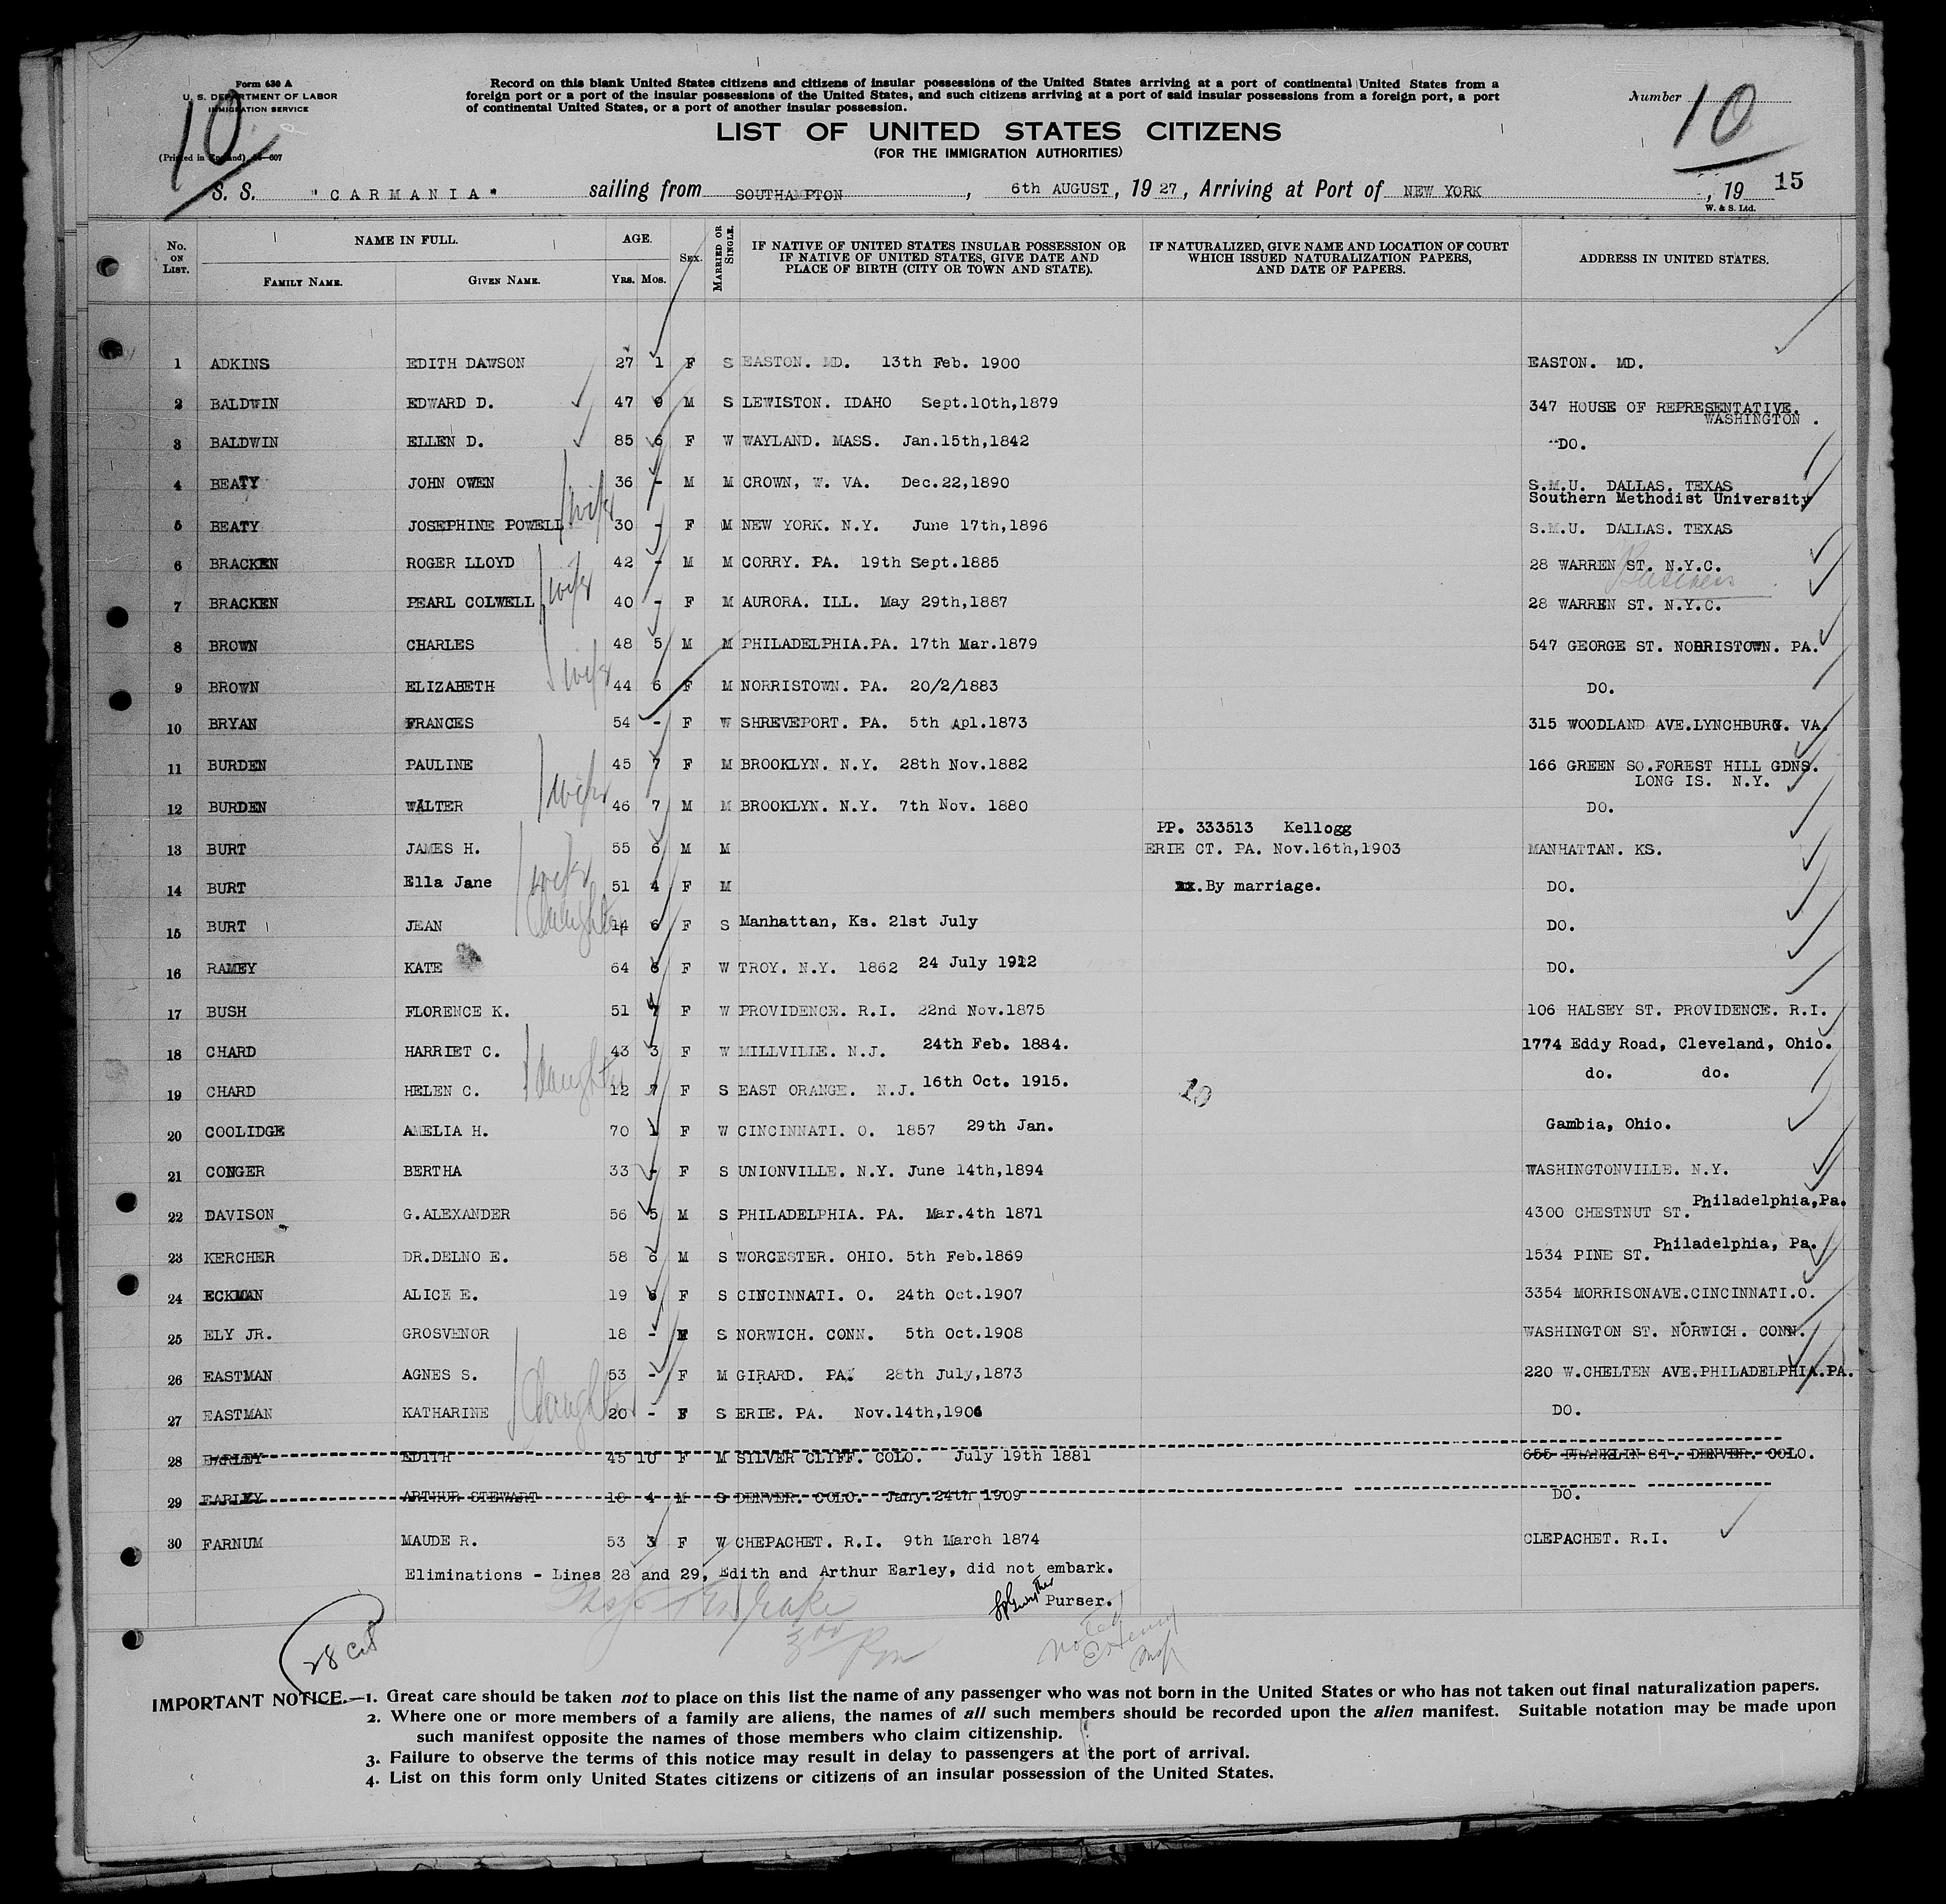 Form 630 A
U. S. DEPARTMENT OF LABOR
IMMIGRATION SERVICE
(Printed in England)
10
Record on this blank United States citizens and citizens of insular possessions of the United States arriving at a port of continental United States from a
foreign port or a port of the insular possessions of the United States, and such citizens arriving at a port of said insular possessions from a foreign port, a port
of continental United States, or a port of another insular possession.
Number 10
LIST OF UNITED STATES CITIZENS
(FOR THE IMMIGRATION AUTHORITIES)
S. S. "CARMANIA" sailing from SOUTHAMPTON, 6th AUGUST, 19 27, Arriving at Port of NEW YORK, 19 15
W. & S. Ltd.
No. ON LIST. NAME IN FULL. FAMILY NAME. GIVEN NAME. AGE. YRS. MOS. SEX. MARRIED OR SINGLE. IF NATIVE OF UNITED STATES INSULAR POSSESSION OR IF NATIVE OF UNITED STATES, GIVE DATE AND PLACE OF BIRTH (CITY OR TOWN AND STATE). IF NATURALIZED, GIVE NAME AND LOCATION OF COURT WHICH ISSUED NATURALIZATION PAPERS, AND DATE OF PAPERS. ADDRESS IN UNITED STATES.
1 ADKINS EDITH DAWSON 27 1 F S EASTON. MD. 13th Feb. 1900 EASTON. MD.
2 BALDWIN EDWARD D. 47 9 M S LEWISTON. IDAHO Sept.10th,1879 347 HOUSE OF REPRESENTATIVE.
WASHINGTON .
3 BALDWIN ELLEN D. 85 6 F W WAYLAND. MASS. Jan.15th,1842 DO.
4 BEATY JOHN OWEN 36 - M M CROWN, W. VA. Dec.22,1890 S.M.U. DALLAS. TEXAS
Southern Methodist University
5 BEATY JOSEPHINE POWELL wife 30 - F M NEW YORK. N.Y. June 17th,1896 S.M.U. DALLAS. TEXAS
6 BRACKEN ROGER LLOYD 42 - M M CORRY. PA. 19th Sept.1885 28 WARREN ST. N.Y.C.
Business
7 BRACKEN PEARL COLWELL wife 40 - F M AURORA. ILL. May 29th,1887 28 WARREN ST. N.Y.C.
8 BROWN CHARLES 48 5 M M PHILADELPHIA.PA. 17th Mar.1879 547 GEORGE ST. NORRISTOWN. PA.
9 BROWN ELIZABETH wife 44 6 F M NORRISTOWN. PA. 20/2/1883 DO.
10 BRYAN FRANCES 54 - F W SHREVEPORT. PA. 5th Apl.1873 315 WOODLAND AVE.LYNCHBURG. VA.
11 BURDEN PAULINE 45 7 F M BROOKLYN. N.Y. 28th Nov.1882 166 GREEN SO.FOREST HILL GDNS.
LONG IS. N.Y.
12 BURDEN WALTER wife 46 7 M M BROOKLYN. N.Y. 7th Nov. 1880 DO.
PP. 333513 Kellogg
13 BURT JAMES H. 55 6 M M ERIE CT. PA. Nov.16th,1903 MANHATTAN. KS.
14 BURT Ella Jane wife 51 4 F M By marriage. DO.
15 BURT JEAN daughter 14 6 F S Manhattan, Ks. 21st July DO.
16 RAMEY KATE 64 6 F W TROY. N.Y. 1862 24 July 1912 DO.
17 BUSH FLORENCE K. 51 7 F W PROVIDENCE. R.I. 22nd Nov.1875 106 HALSEY ST. PROVIDENCE. R.I.
18 CHARD HARRIET C. 43 3 F W MILLVILLE. N.J. 24th Feb. 1884. 1774 Eddy Road, Cleveland, Ohio.
19 CHARD HELEN C. daughter 12 7 F S EAST ORANGE. N.J. 16th Oct. 1915. 10 do. do.
20 COOLIDGE AMELIA H. 70 1 F W CINCINNATI. O. 1857 29th Jan. Gambia, Ohio.
21 CONGER BERTHA 33 - F S UNIONVILLE. N.Y. June 14th,1894 WASHINGTONVILLE. N.Y.
22 DAVISON G.ALEXANDER 56 5 M S PHILADELPHIA. PA. Mar.4th 1871 4300 CHESTNUT ST. Philadelphia,Pa.
23 KERCHER DR.DELNO E. 58 6 M S WORCESTER. OHIO. 5th Feb.1869 1534 PINE ST. Philadelphia, Pa.
24 ECKMAN ALICE E. 19 6 F S CINCINNATI. O. 24th Oct.1907 3354 MORRISONAVE.CINCINNATI.O.
25 ELY JR. GROSVENOR 18 - M S NORWICH. CONN. 5th Oct.1908 WASHINGTON ST. NORWICH. CONN.
26 EASTMAN AGNES S. 53 - F M GIRARD. PA. 28th July,1873 220 W.CHELTEN AVE.PHILADELPHIA.PA.
27 EASTMAN KATHARINE daughter 20 - F S ERIE. PA. Nov.14th,1906 DO.
28 EARLEY EDITH 45 10 F M SILVER CLIFF. COLO. July 19th 1881 655 FRANKLIN ST. DENVER. COLO.
29 EARLEY ARTHUR STEWART 18 4 M S DENVER. COLO. Jany.24th 1909 DO.
30 FARNUM MAUDE R. 53 3 F W CHEPACHET. R.I. 9th March 1874 CLEPACHET. R.I.
Eliminations - Lines 28 and 29, Edith and Arthur Earley, did not embark.
Purser.
28 cit
IMPORTANT NOTICE.—1. Great care should be taken not to place on this list the name of any passenger who was not born in the United States or who has not taken out final naturalization papers.
2. Where one or more members of a family are aliens, the names of all such members should be recorded upon the alien manifest. Suitable notation may be made upon
such manifest opposite the names of those members who claim citizenship.
3. Failure to observe the terms of this notice may result in delay to passengers at the port of arrival.
4. List on this form only United States citizens or citizens of an insular possession of the United States.